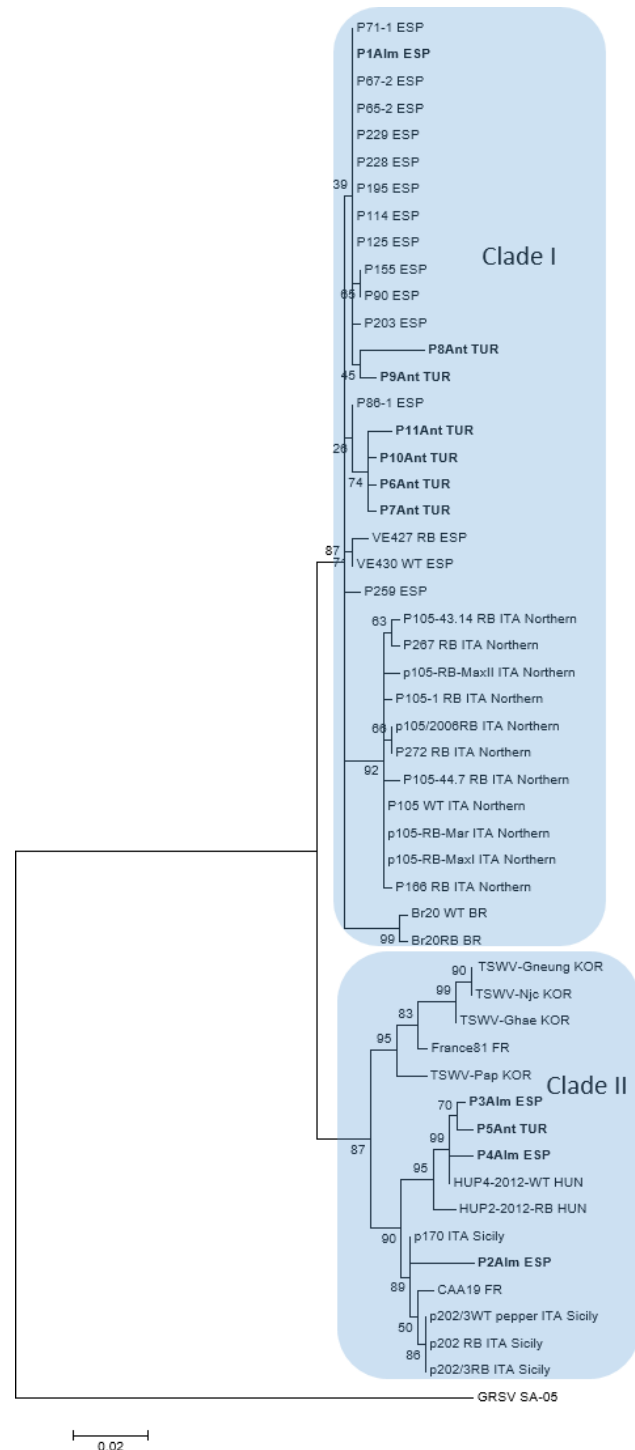 P71-1 ESP
P1Alm ESP
P67-2 ESP
P65-2 ESP
P229 ESP
P228 ESP
39
P195 ESP
P114 ESP
P125 ESP
Clade I
P155 ESP
65
P90 ESP
P203 ESP
P8Ant TUR
45
P9Ant TUR
P86-1 ESP
P11Ant TUR
26
P10Ant TUR
74
P6Ant TUR
P7Ant TUR
VE427 RB ESP
87
71
VE430 WT ESP
P259 ESP
P105-43.14 RB ITA Northern
63
P267 RB ITA Northern
p105-RB-MaxII ITA Northern
P105-1 RB ITA Northern
p105/2006RB ITA Northern
66
P272 RB ITA Northern
92
P105-44.7 RB ITA Northern
P105 WT ITA Northern
p105-RB-Mar ITA Northern
p105-RB-MaxI ITA Northern
P166 RB ITA Northern
Br20 WT BR
99
Br20RB BR
TSWV-Gneung KOR
90
99
TSWV-Njc KOR
83
TSWV-Ghae KOR
95
France81 FR
TSWV-Pap KOR
Clade II
P3Alm ESP
70
P5Ant TUR
99
87
P4Alm ESP
95
HUP4-2012-WT HUN
HUP2-2012-RB HUN
90
p170 ITA Sicily
P2Alm ESP
89
CAA19 FR
p202/3WT pepper ITA Sicily
50
p202 RB ITA Sicily
86
p202/3RB ITA Sicily
GRSV SA-05
0.02